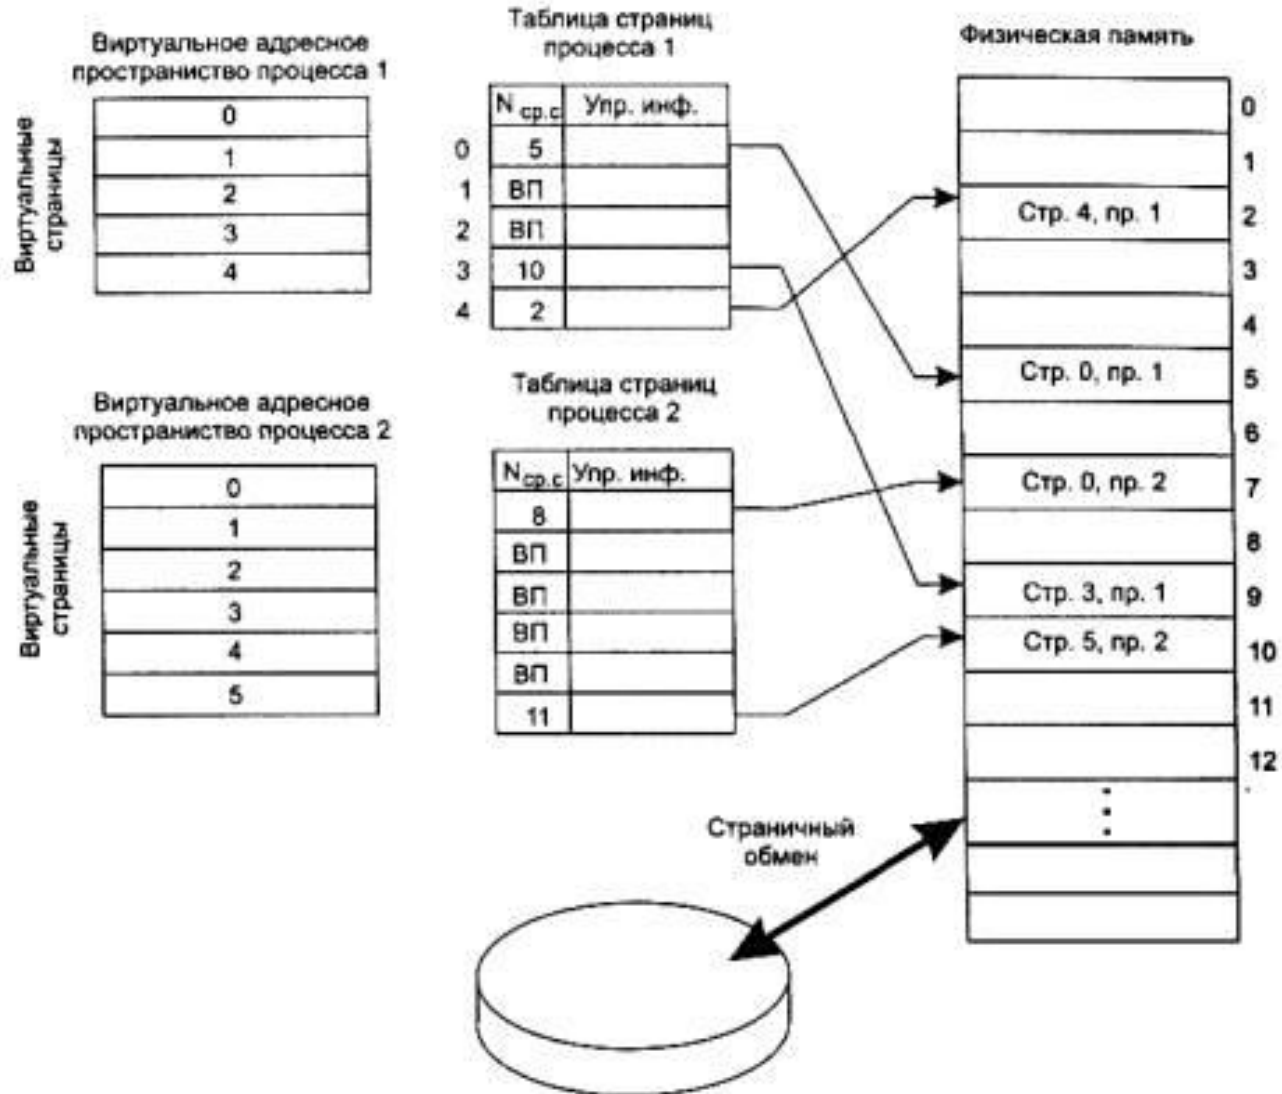 Виртуальное адресное
пространиство процесса 1
Виртуальные
страницы
0
1
2
3
4
Таблица страниц
процесса 1
N ср.с Упр. инф.
0 5
1 ВП
2 ВП
3 10
4 2
Физическая память
0
1
Стр. 4, пр. 1 2
3
4
Стр. 0, пр. 1 5
6
Стр. 0, пр. 2 7
8
Стр. 3, пр. 1 9
Стр. 5, пр. 2 10
11
12
Виртуальное адресное
пространиство процесса 2
Виртуальные
страницы
0
1
2
3
4
5
Таблица страниц
процесса 2
N ср.с Упр. инф.
8
ВП
ВП
ВП
ВП
11
Страничный
обмен